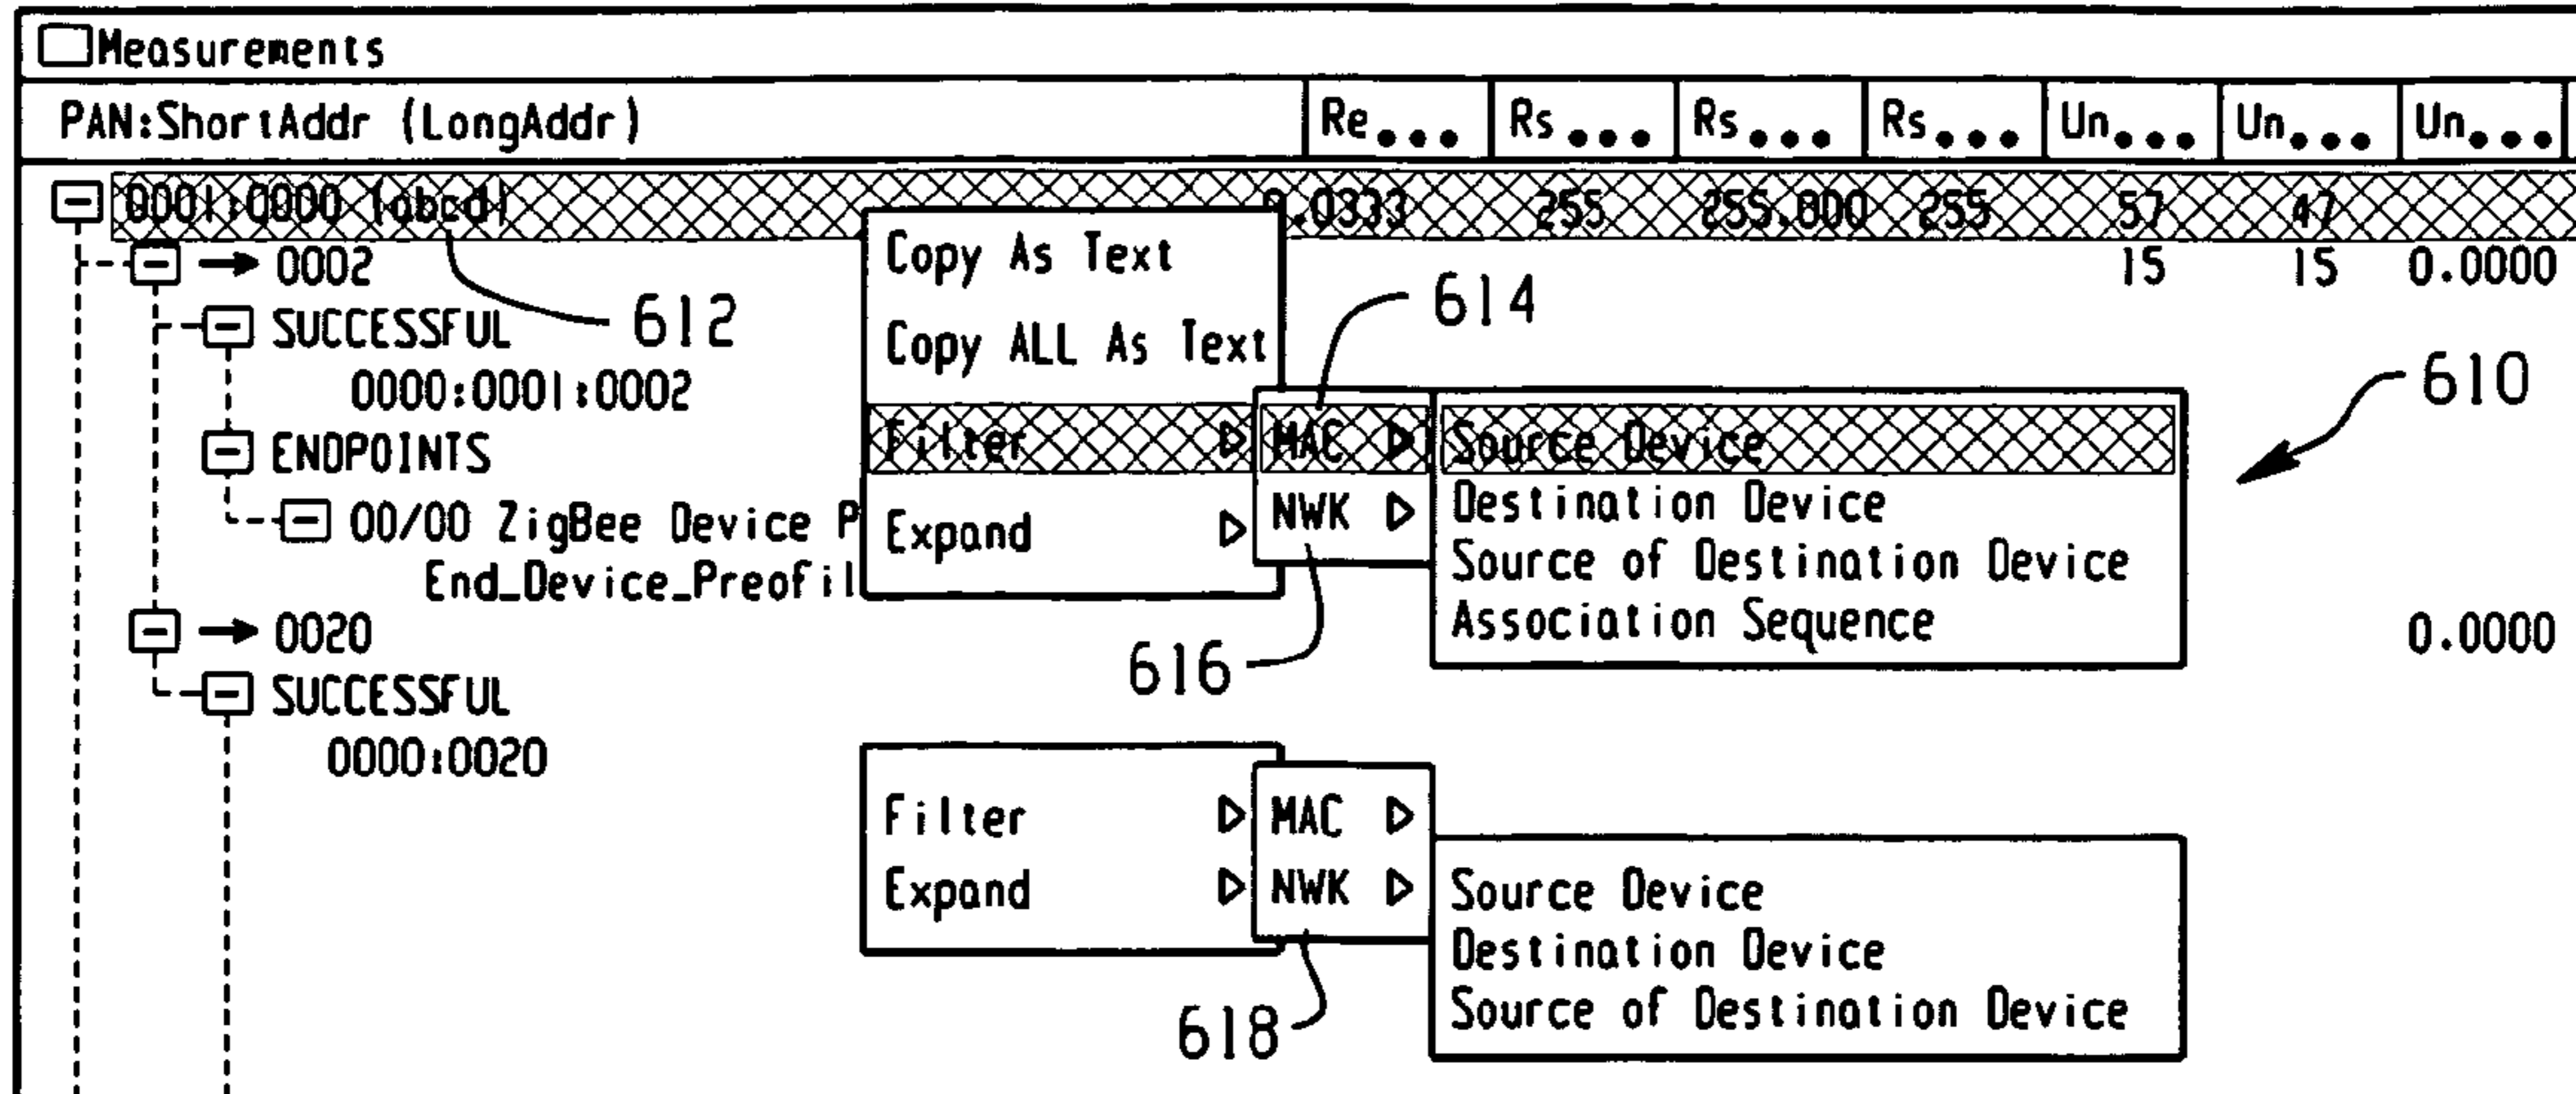 Measurements
PAN:ShortAddr (LongAddr) Re... Rs... Rs... Rs... Un... Un... Un...
0001:0000 (abcd) 0.0333 255 255.000 255 57 47
→ 0002 15 15 0.0000
Copy As Text
614
SUCCESSFUL 612
Copy ALL As Text
0000:0001:0002
610
ENDPOINTS
Filter MAC Source Device
NWK Destination Device
00/00 ZigBee Device P
Expand
Source of Destination Device
End_Device_Preofil
→ 0020
Association Sequence
0.0000
616
SUCCESSFUL
0000:0020
Filter MAC
Expand NWK Source Device
Destination Device
Source of Destination Device
618